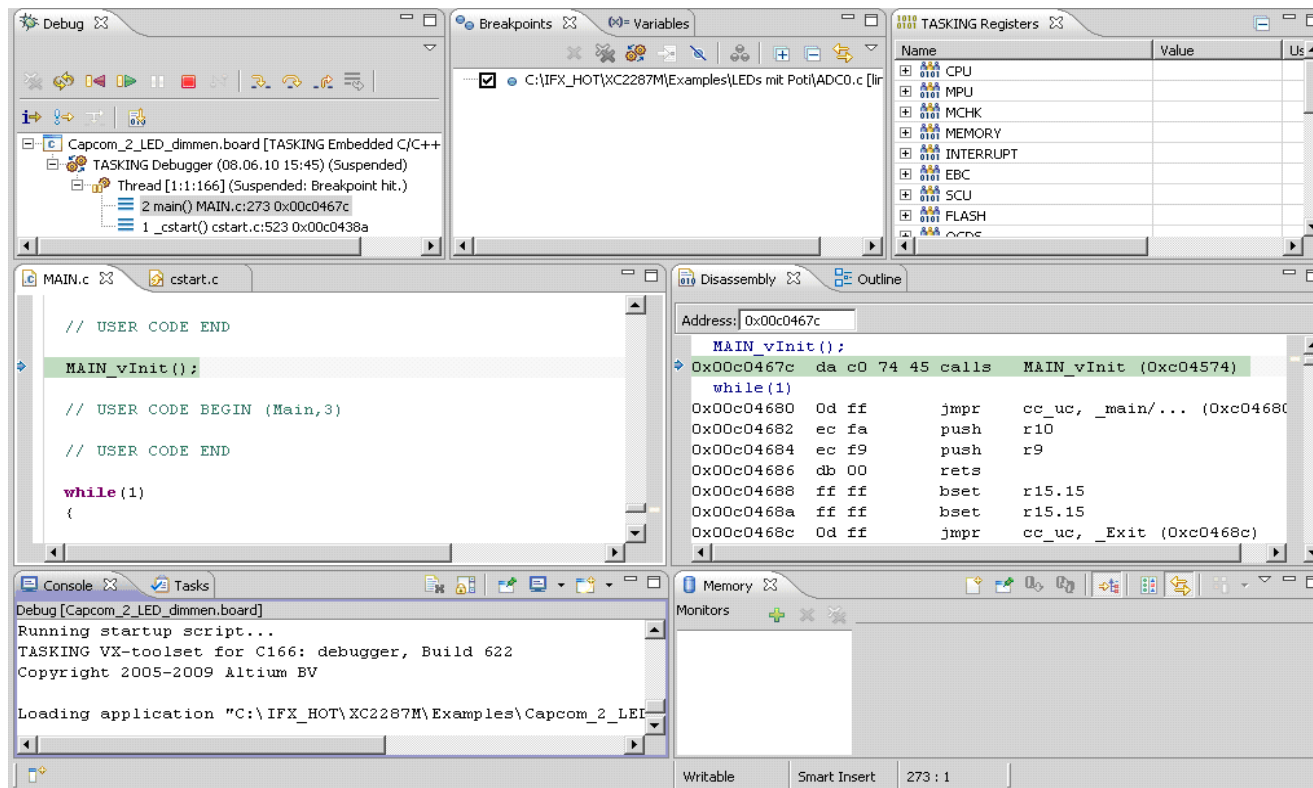 Debug
Capcom_2_LED_dimmen.board [TASKING Embedded C/C++
TASKING Debugger (08.06.10 15:45) (Suspended)
Thread [1:1:166] (Suspended: Breakpoint hit.)
2 main() MAIN.c:273 0x00c0467c
1 _cstart() cstart.c:523 0x00c0438a
Breakpoints (x)= Variables
C:\IFX_HOT\XC2287M\Examples\LEDs mit Poti\ADC0.c [lin
TASKING Registers
Name Value Us
CPU
MPU
MCHK
MEMORY
INTERRUPT
EBC
SCU
FLASH
OCDS
MAIN.c cstart.c
// USER CODE END
MAIN_vInit();
// USER CODE BEGIN (Main,3)
// USER CODE END
while(1)
{
Disassembly Outline
Address: 0x00c0467c
MAIN_vInit();
0x00c0467c da c0 74 45 calls MAIN_vInit (0xc04574)
while(1)
0x00c04680 0d ff jmpr cc_uc, _main/... (0xc04680
0x00c04682 ec fa push r10
0x00c04684 ec f9 push r9
0x00c04686 db 00 rets
0x00c04688 ff ff bset r15.15
0x00c0468a ff ff bset r15.15
0x00c0468c 0d ff jmpr cc_uc, _Exit (0xc0468c)
Console Tasks
Debug [Capcom_2_LED_dimmen.board]
Running startup script...
TASKING VX-toolset for C166: debugger, Build 622
Copyright 2005-2009 Altium BV
Loading application "C:\IFX_HOT\XC2287M\Examples\Capcom_2_LED
Memory
Monitors
Writable Smart Insert 273 : 1